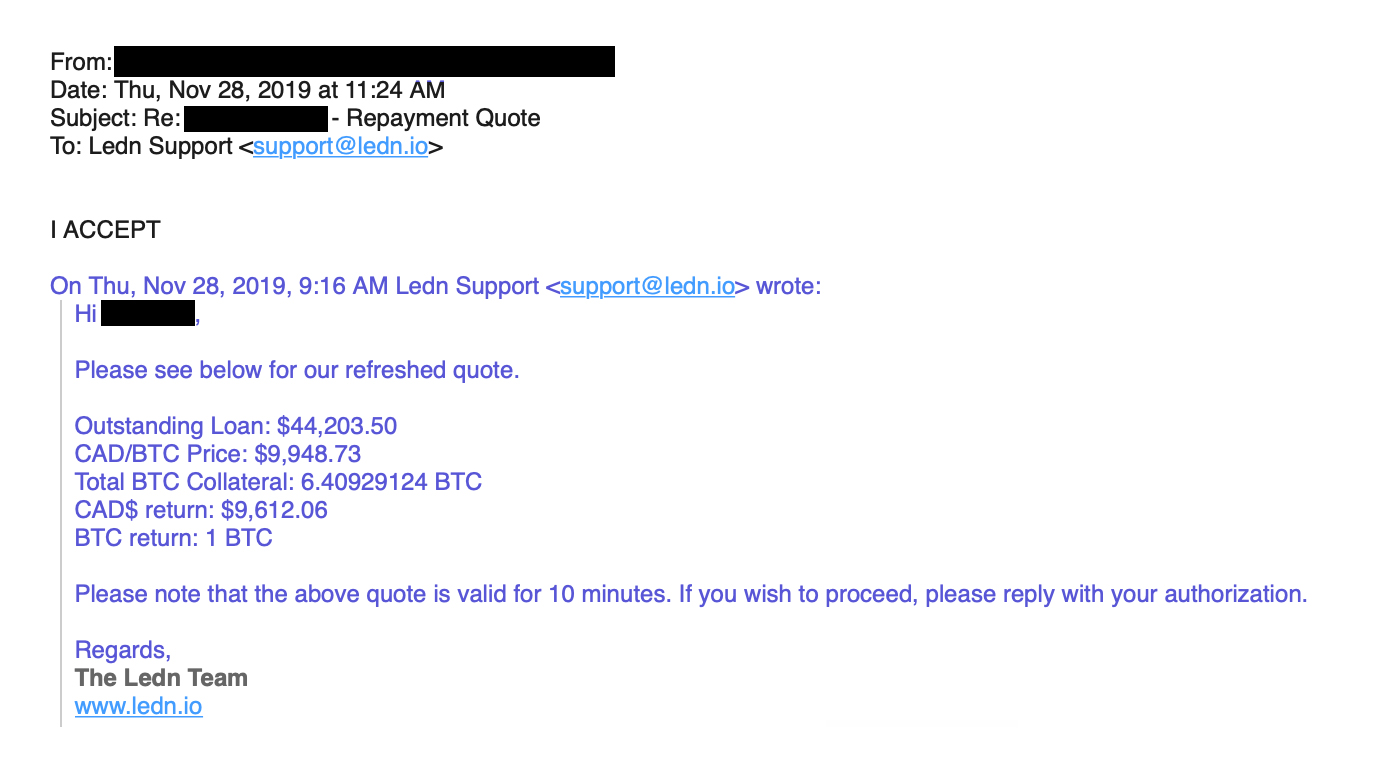 From:
Date: Thu, Nov 28, 2019 at 11:24 AM
Subject: Re: - Repayment Quote
To: Ledn Support <support@ledn.io>
I ACCEPT
On Thu, Nov 28, 2019, 9:16 AM Ledn Support <support@ledn.io> wrote:
Hi ,
Please see below for our refreshed quote.
Outstanding Loan: $44,203.50
CAD/BTC Price: $9,948.73
Total BTC Collateral: 6.40929124 BTC
CAD$ return: $9,612.06
BTC return: 1 BTC
Please note that the above quote is valid for 10 minutes. If you wish to proceed, please reply with your authorization.
Regards,
The Ledn Team
www.ledn.io